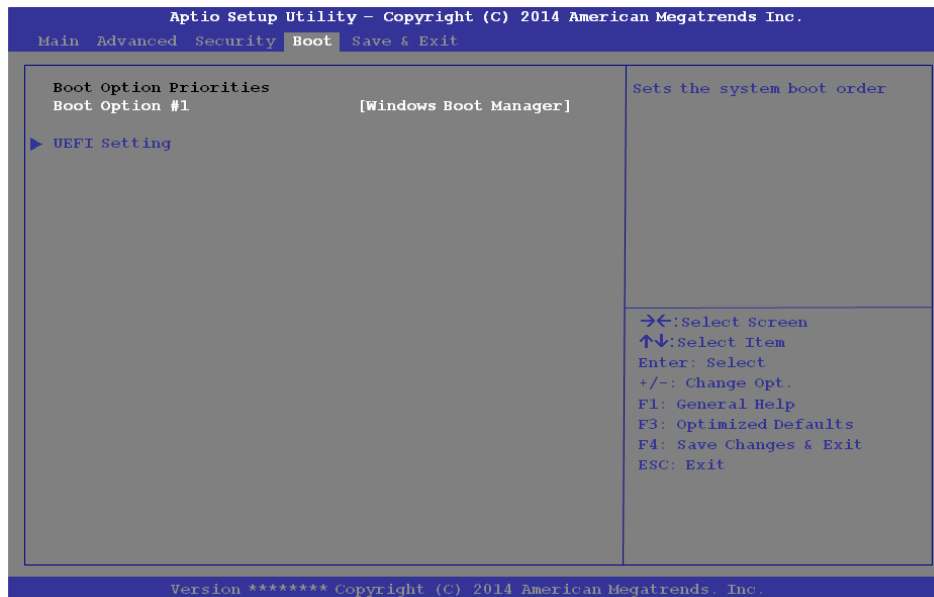 Aptio Setup Utility – Copyright (C) 2014 American Megatrends Inc.
Main Advanced Security Boot Save & Exit
Boot Option Priorities
Boot Option #1 [Windows Boot Manager]
▶ UEFI Setting
Sets the system boot order
→←:Select Screen
↑↓:Select Item
Enter: Select
+/-: Change Opt.
F1: General Help
F3: Optimized Defaults
F4: Save Changes & Exit
ESC: Exit
Version ******** Copyright (C) 2014 American Megatrends. Inc.